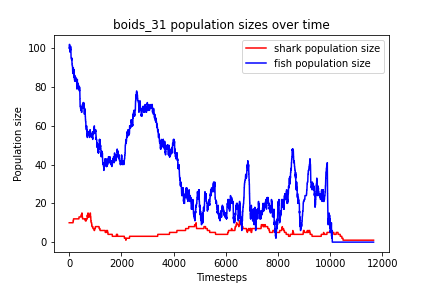 boids_31 population sizes over time
shark population size
fish population size
Population size
100
80
60
40
20
0
0 2000 4000 6000 8000 10000 12000
Timesteps